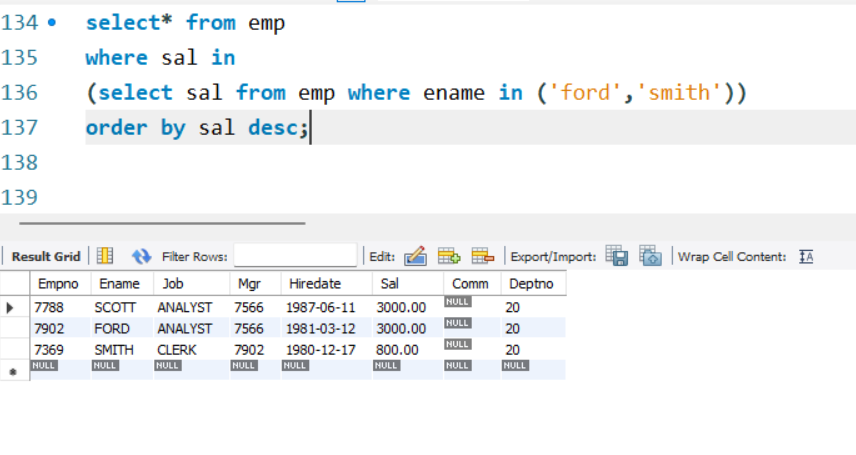 134 select* from emp
135 where sal in
136 (select sal from emp where ename in ('ford','smith'))
137 order by sal desc;
138
139
Result Grid Filter Rows: Edit: Export/Import: Wrap Cell Content:
Empno Ename Job Mgr Hiredate Sal Comm Deptno
7788 SCOTT ANALYST 7566 1987-06-11 3000.00 NULL 20
7902 FORD ANALYST 7566 1981-03-12 3000.00 NULL 20
7369 SMITH CLERK 7902 1980-12-17 800.00 NULL 20
NULL NULL NULL NULL NULL NULL NULL NULL